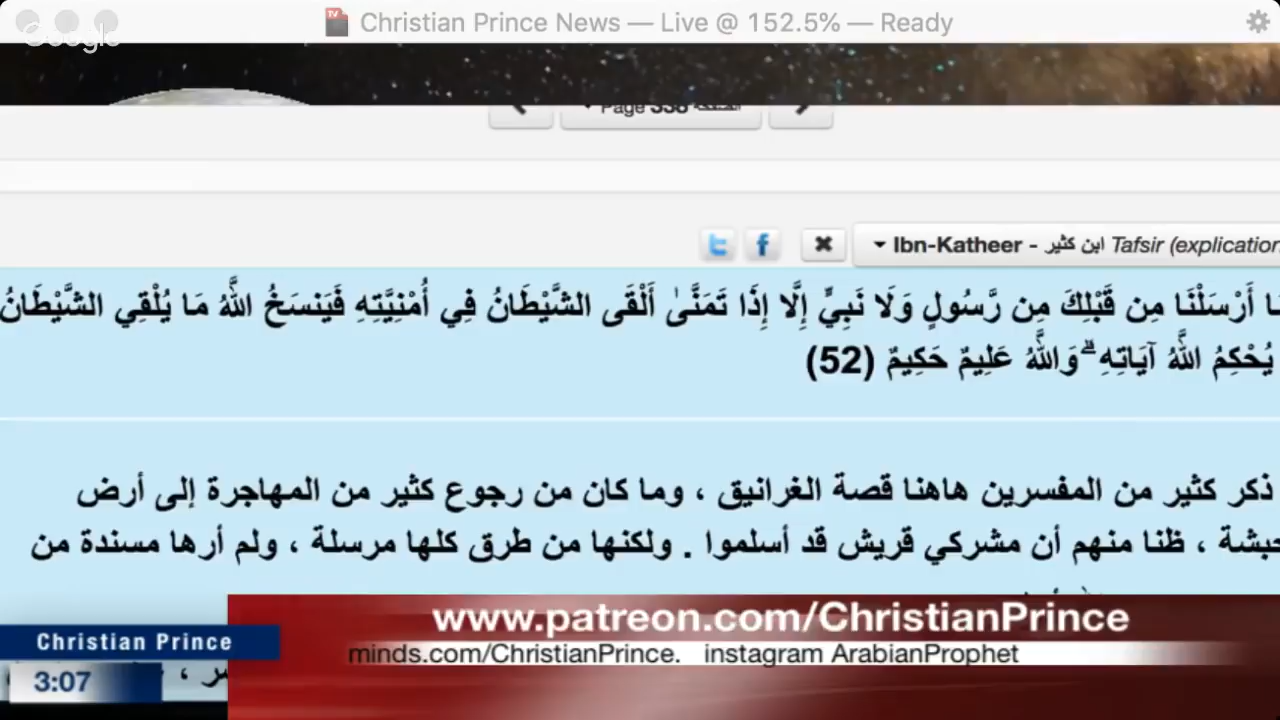 Christian Prince News — Live @ 152.5% — Ready
Google
Page 338 الصفحة
Ibn-Katheer - ابن كثير Tafsir (explication
أَرْسَلْنَا مِن قَبْلِكَ مِن رَّسُولٍ وَلَا نَبِيٍّ إِلَّا إِذَا تَمَنَّىٰ أَلْقَى الشَّيْطَانُ فِي أُمْنِيَّتِهِ فَيَنسَخُ اللَّهُ مَا يُلْقِي الشَّيْطَانُ
يُحْكِمُ اللَّهُ آيَاتِهِ ۗ وَاللَّهُ عَلِيمٌ حَكِيمٌ (52)
ذكر كثير من المفسرين هاهنا قصة الغرانيق ، وما كان من رجوع كثير من المهاجرة إلى أرض
حبشة ، ظنا منهم أن مشركي قريش قد أسلموا . ولكنها من طرق كلها مرسلة ، ولم أرها مسندة من
www.patreon.com/ChristianPrince
Christian Prince
minds.com/ChristianPrince. instagram ArabianProphet
3:07